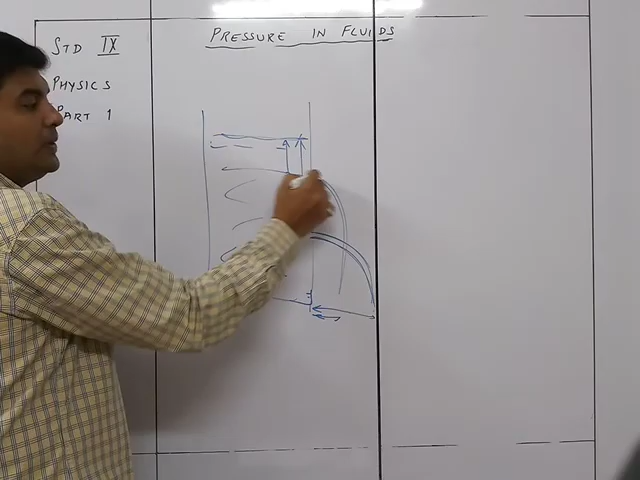 STD IX
PHYSICS
PART 1
PRESSURE IN FLUIDS